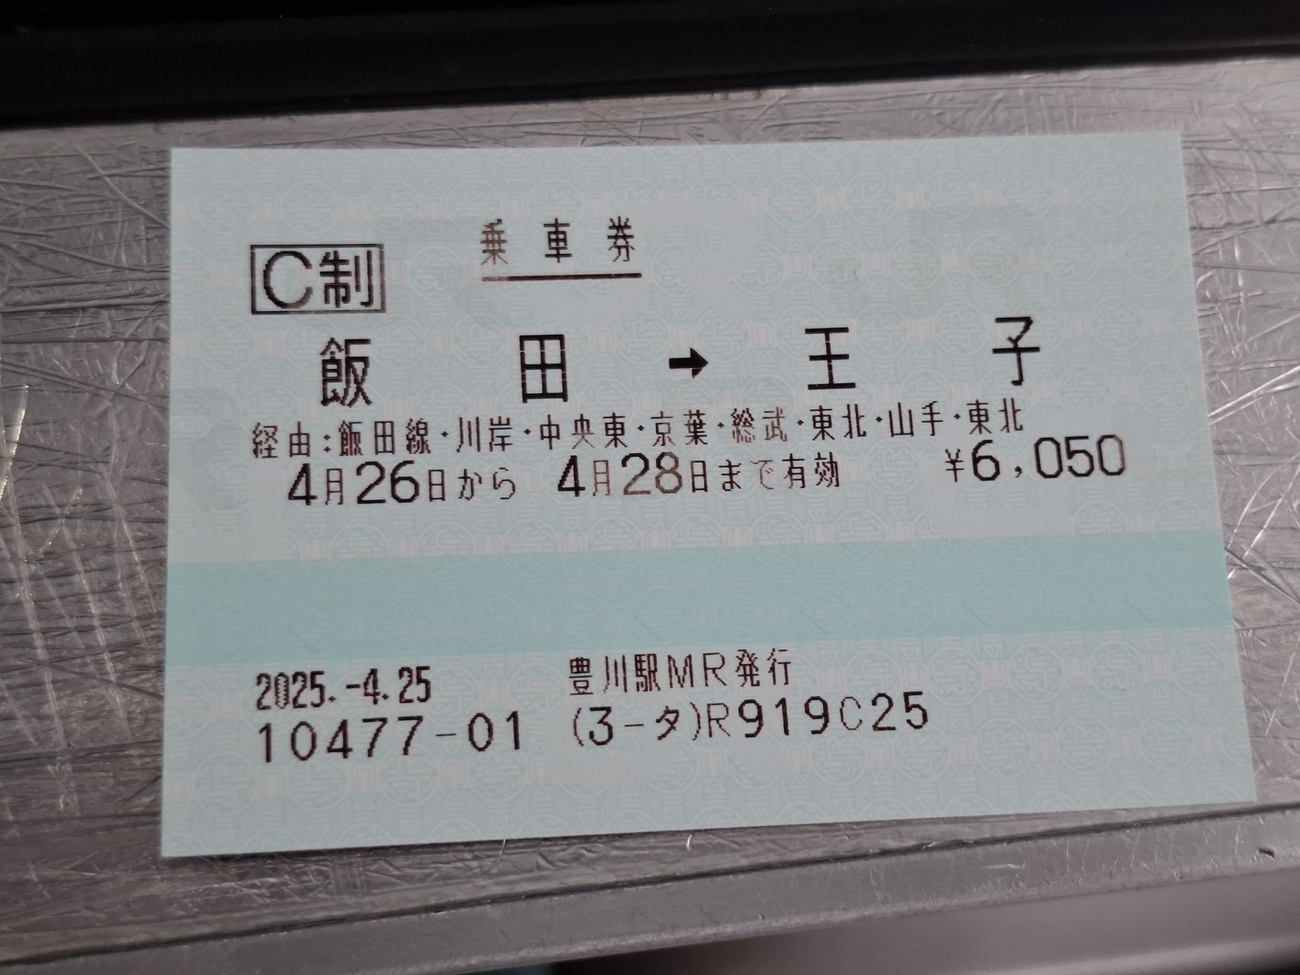 乗車券
C制
飯田→王子
経由:飯田線・川岸・中央東・京葉・総武・東北・山手・東北
4月26日から 4月28日まで有効 ¥6,050
2025.-4.25 豊川駅MR発行
10477-01 (3-タ)R919C25